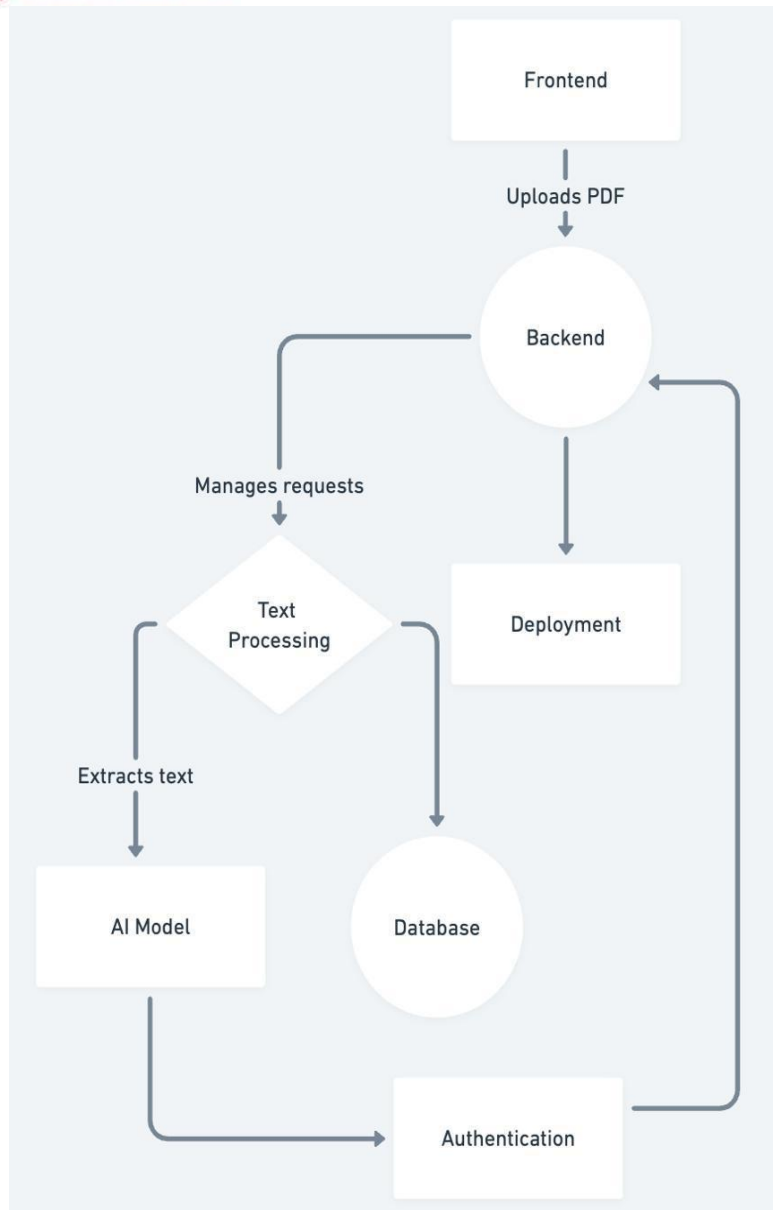 Frontend
Uploads PDF
Backend
Manages requests
Text
Processing
Deployment
Extracts text
AI Model
Database
Authentication